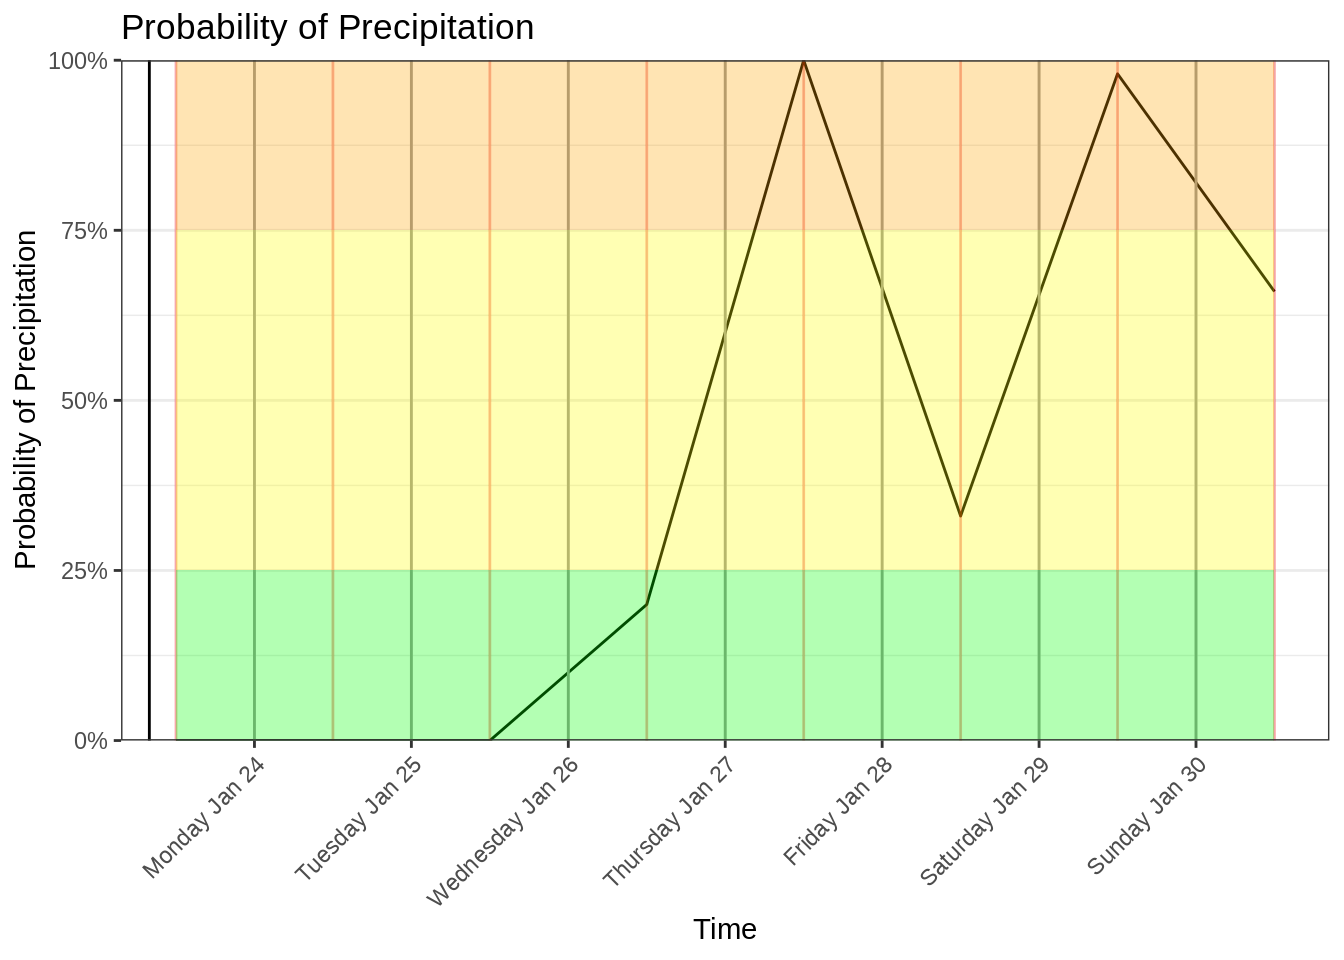 Probability of Precipitation
Probability of Precipitation
100%
75%
50%
25%
0%
Monday Jan 24
Tuesday Jan 25
Wednesday Jan 26
Thursday Jan 27
Friday Jan 28
Saturday Jan 29
Sunday Jan 30
Time